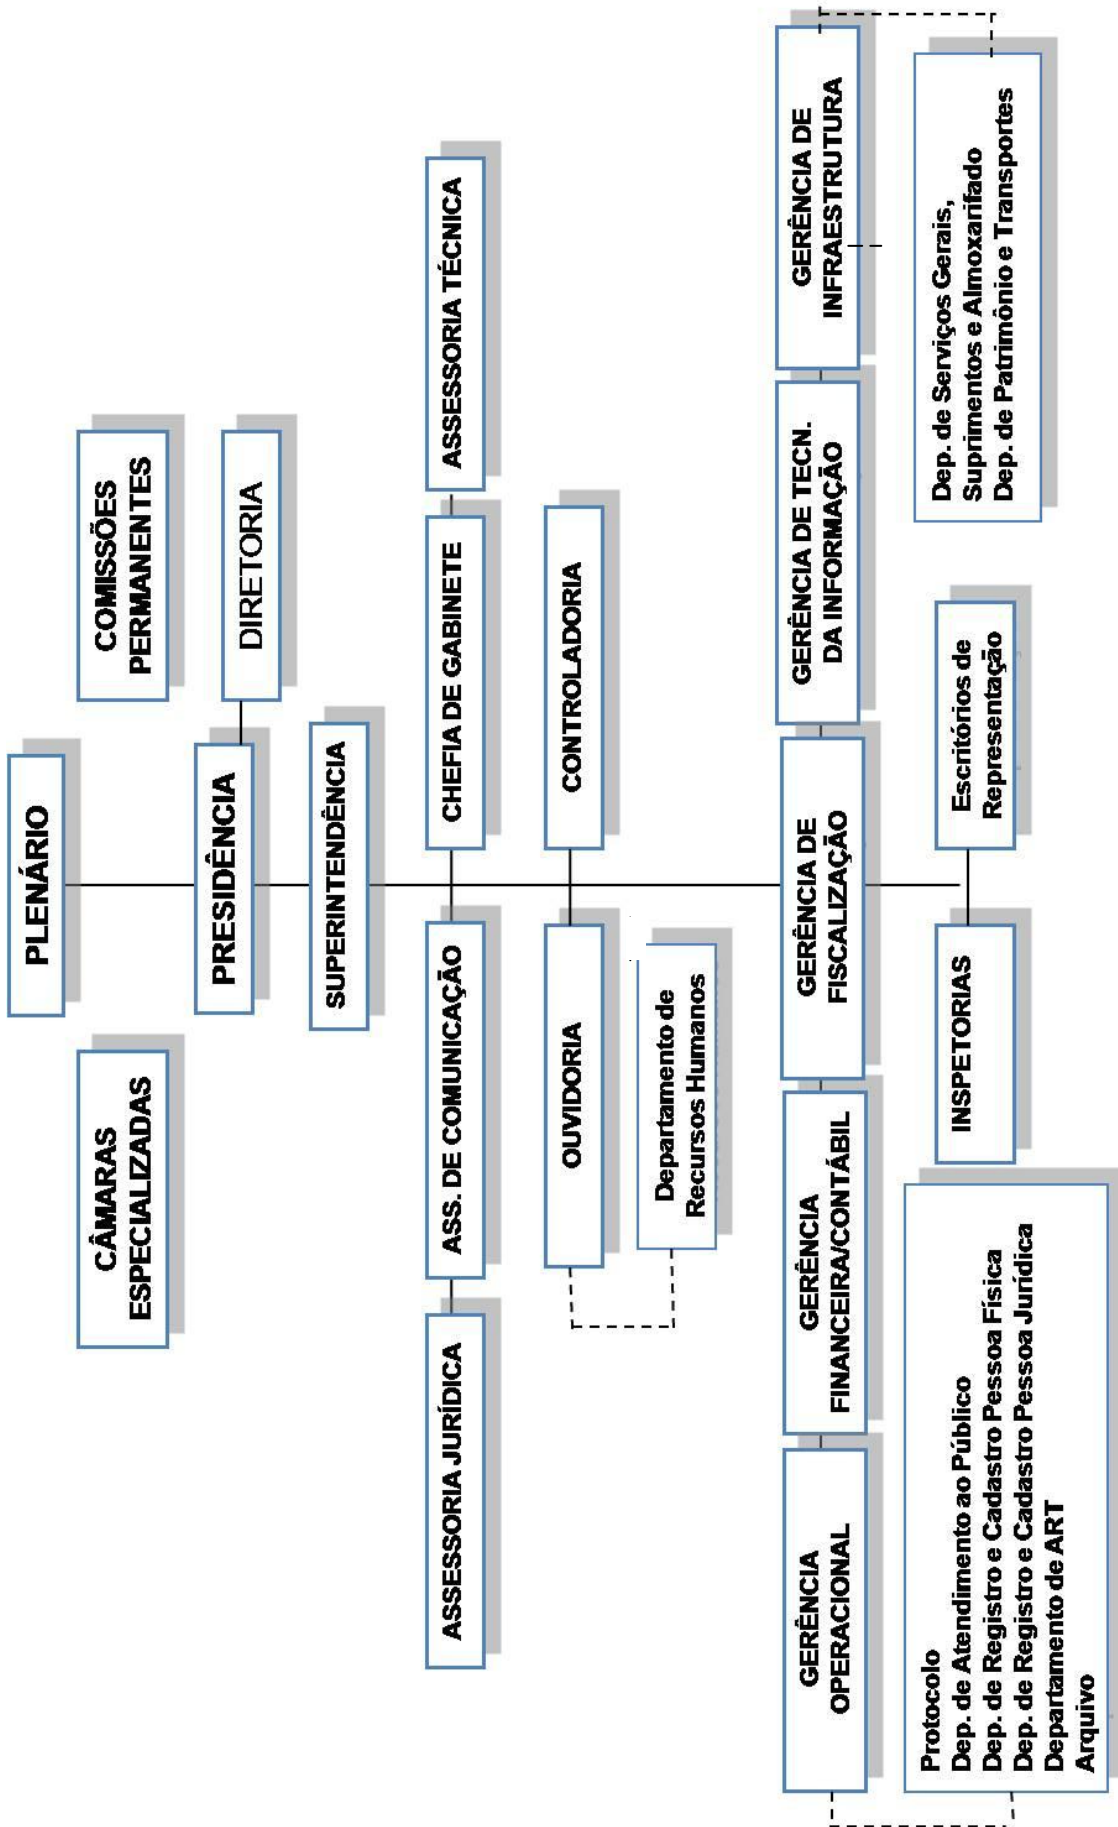 PLENÁRIO
CÂMARAS
ESPECIALIZADAS
COMISSÕES
PERMANENTES
PRESIDÊNCIA
DIRETORIA
SUPERINTENDÊNCIA
ASSESSORIA JURÍDICA
ASS. DE COMUNICAÇÃO
CHEFIA DE GABINETE
ASSESSORIA TÉCNICA
OUVIDORIA
CONTROLADORIA
Departamento de
Recursos Humanos
GERÊNCIA
OPERACIONAL
GERÊNCIA
FINANCEIRA/CONTÁBIL
GERÊNCIA DE
FISCALIZAÇÃO
GERÊNCIA DE TECN.
DA INFORMAÇÃO
GERÊNCIA DE
INFRAESTRUTURA
Protocolo
Dep. de Atendimento ao Público
Dep. de Registro e Cadastro Pessoa Física
Dep. de Registro e Cadastro Pessoa Jurídica
Departamento de ART
Arquivo
INSPETORIAS
Escritórios de
Representação
Dep. de Serviços Gerais,
Suprimentos e Almoxarifado
Dep. de Patrimônio e Transportes